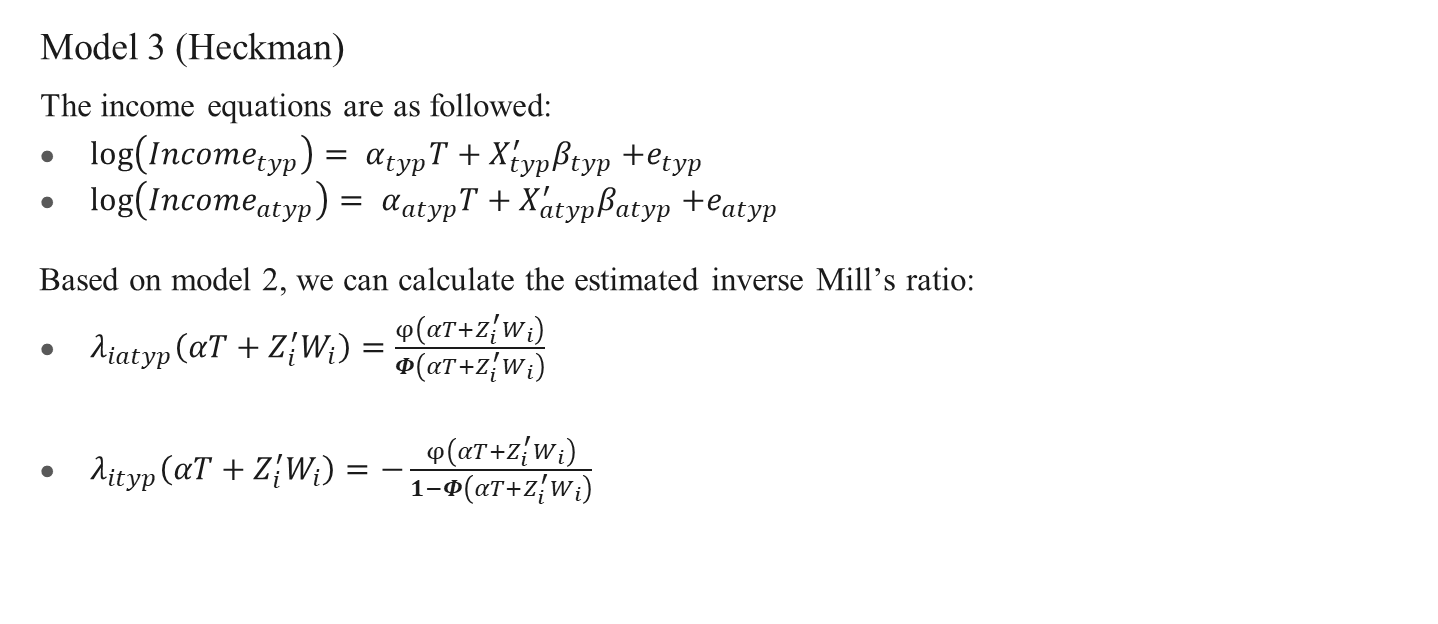 Model 3 (Heckman)
The income equations are as followed:
• log(Income_typ) = α_typ T + X′_typ β_typ +e_typ
• log(Income_atyp) = α_atyp T + X′_atyp β_atyp +e_atyp
Based on model 2, we can calculate the estimated inverse Mill’s ratio:
• λ_iatyp (αT + Z′_i W_i) = φ(αT+Z′_i W_i) / Φ(αT+Z′_i W_i)
• λ_ityp (αT + Z′_i W_i) = − φ(αT+Z′_i W_i) / 1−Φ(αT+Z′_i W_i)